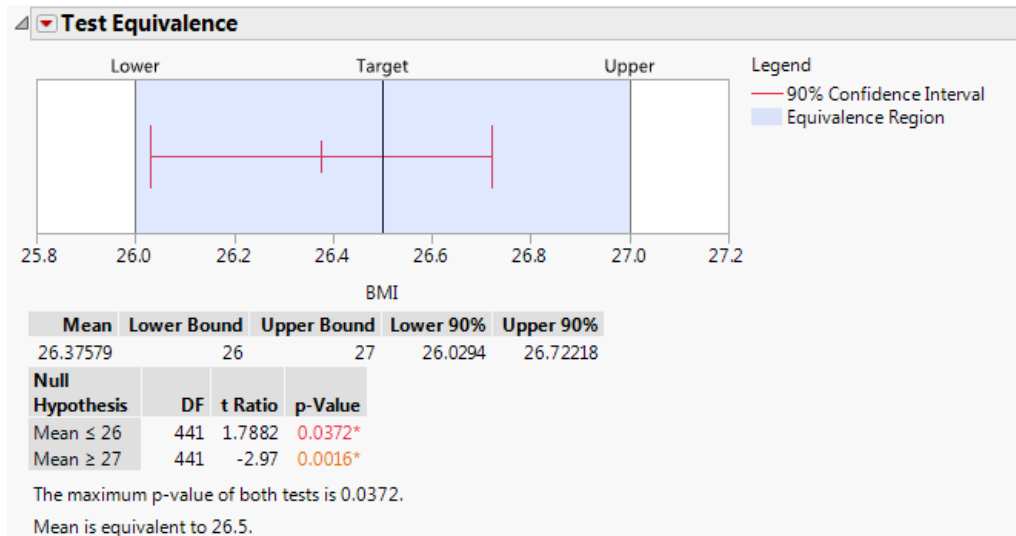 Test Equivalence
Lower Target Upper
Legend
90% Confidence Interval
Equivalence Region
25.8 26.0 26.2 26.4 26.6 26.8 27.0 27.2
BMI
Mean Lower Bound Upper Bound Lower 90% Upper 90%
26.37579 26 27 26.0294 26.72218
Null
Hypothesis DF t Ratio p-Value
Mean ≤ 26 441 1.7882 0.0372*
Mean ≥ 27 441 -2.97 0.0016*
The maximum p-value of both tests is 0.0372.
Mean is equivalent to 26.5.